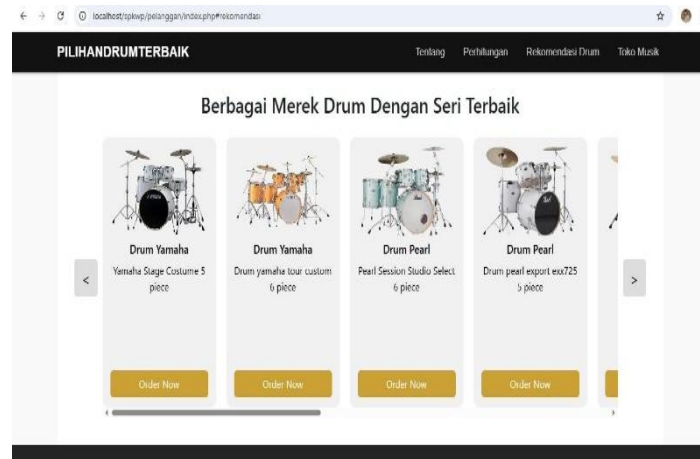 localhost/spkwp/pelanggan/index.php#rekomendasi
PILIHANDRUMTERBAIK
Tentang Perhitungan Rekomendasi Drum Toko Musik
Berbagai Merek Drum Dengan Seri Terbaik
Drum Yamaha
Yamaha Stage Costume 5
piece
Order Now
Drum Yamaha
Drum yamaha tour custom
6 piece
Order Now
Drum Pearl
Pearl Session Studio Select
6 piece
Order Now
Drum Pearl
Drum pearl export exx725
5 piece
Order Now
<
>